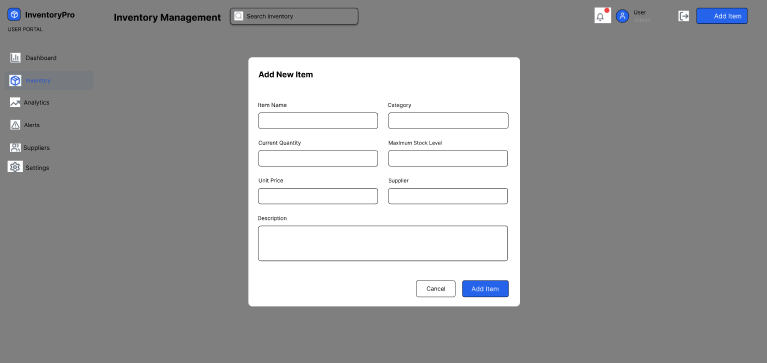 InventoryPro
USER PORTAL
Inventory Management
Search Inventory
User
Add Item
Dashboard
Inventory
Analytics
Alerts
Suppliers
Settings
Add New Item
Item Name
Category
Current Quantity
Maximum Stock Level
Unit Price
Supplier
Description
Cancel
Add Item